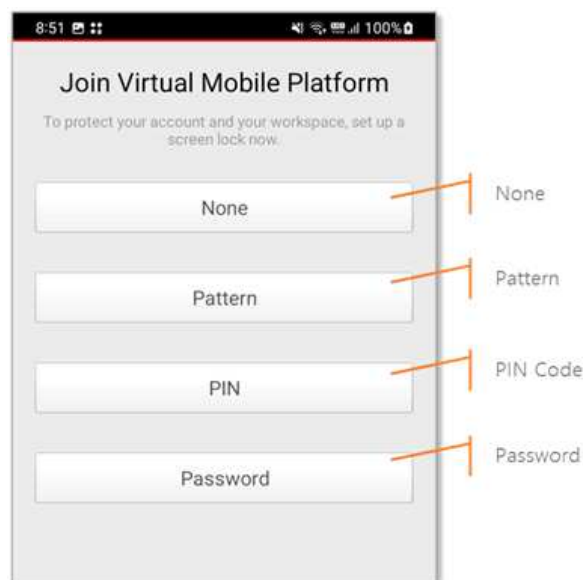 8:51
100%
Join Virtual Mobile Platform
To protect your account and your workspace, set up a
screen lock now.
None
None
Pattern
Pattern
PIN
PIN Code
Password
Password